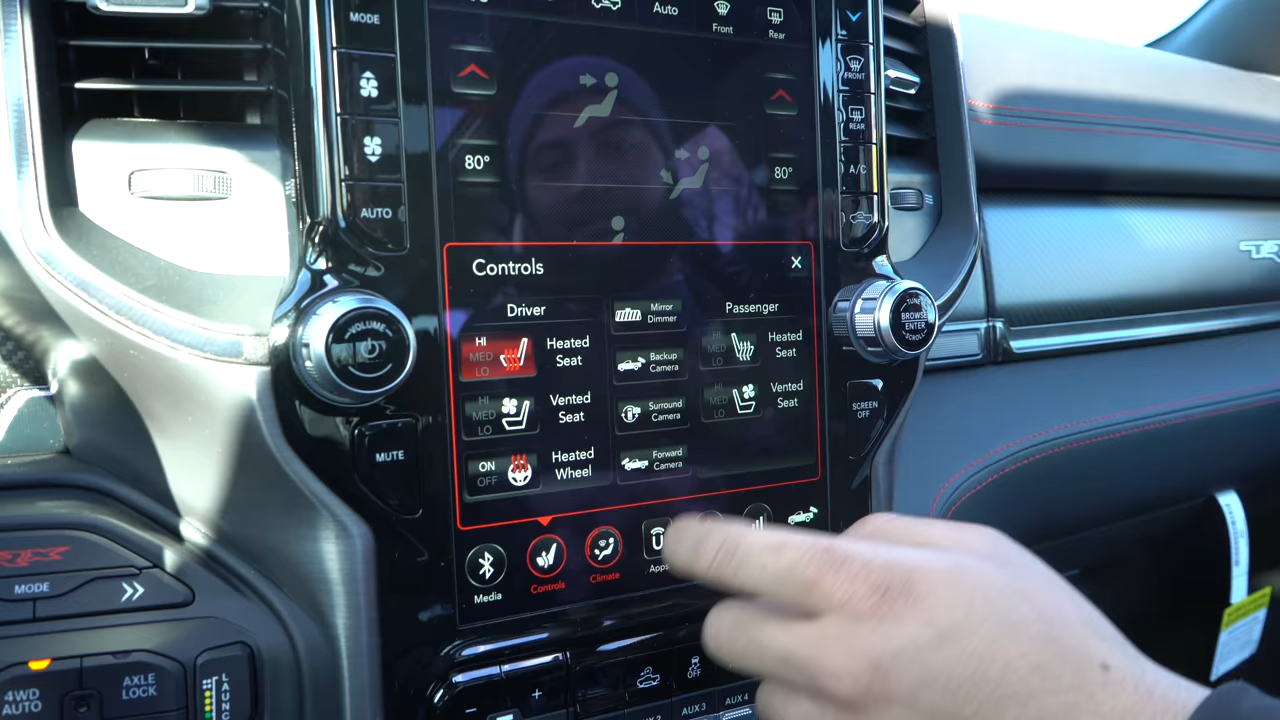 MODE
AUTO
Auto
Front
Rear
FRONT
REAR
A/C
80°
80°
Controls
X
Driver
HI
MED
LO
Heated
Seat
HI
MED
LO
Vented
Seat
ON
OFF
Heated
Wheel
Mirror
Dimmer
Backup
Camera
Surround
Camera
Forward
Camera
Passenger
HI
MED
LO
Heated
Seat
HI
MED
LO
Vented
Seat
VOLUME
MUTE
TUNE
BROWSE
ENTER
SCROLL
SCREEN
OFF
Media
Controls
Climate
Apps
MODE
4WD
AUTO
AXLE
LOCK
LAUNC
+
-
OFF
AUX 3
AUX 4